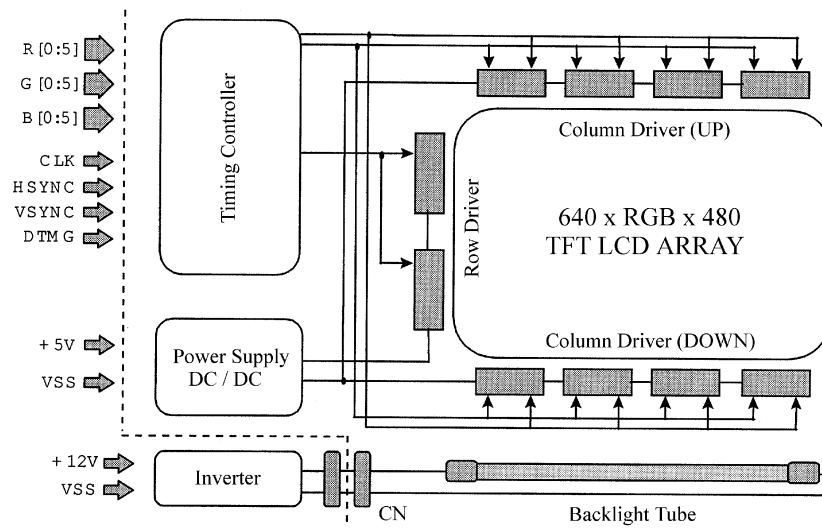 R[0:5]
G[0:5]
B[0:5]
CLK
HSYNC
VSYNC
DTMG
+5V
VSS
+12V
VSS
Timing Controller
Power Supply
DC / DC
Inverter
CN
Column Driver (UP)
Row Driver
640 x RGB x 480
TFT LCD ARRAY
Column Driver (DOWN)
Backlight Tube